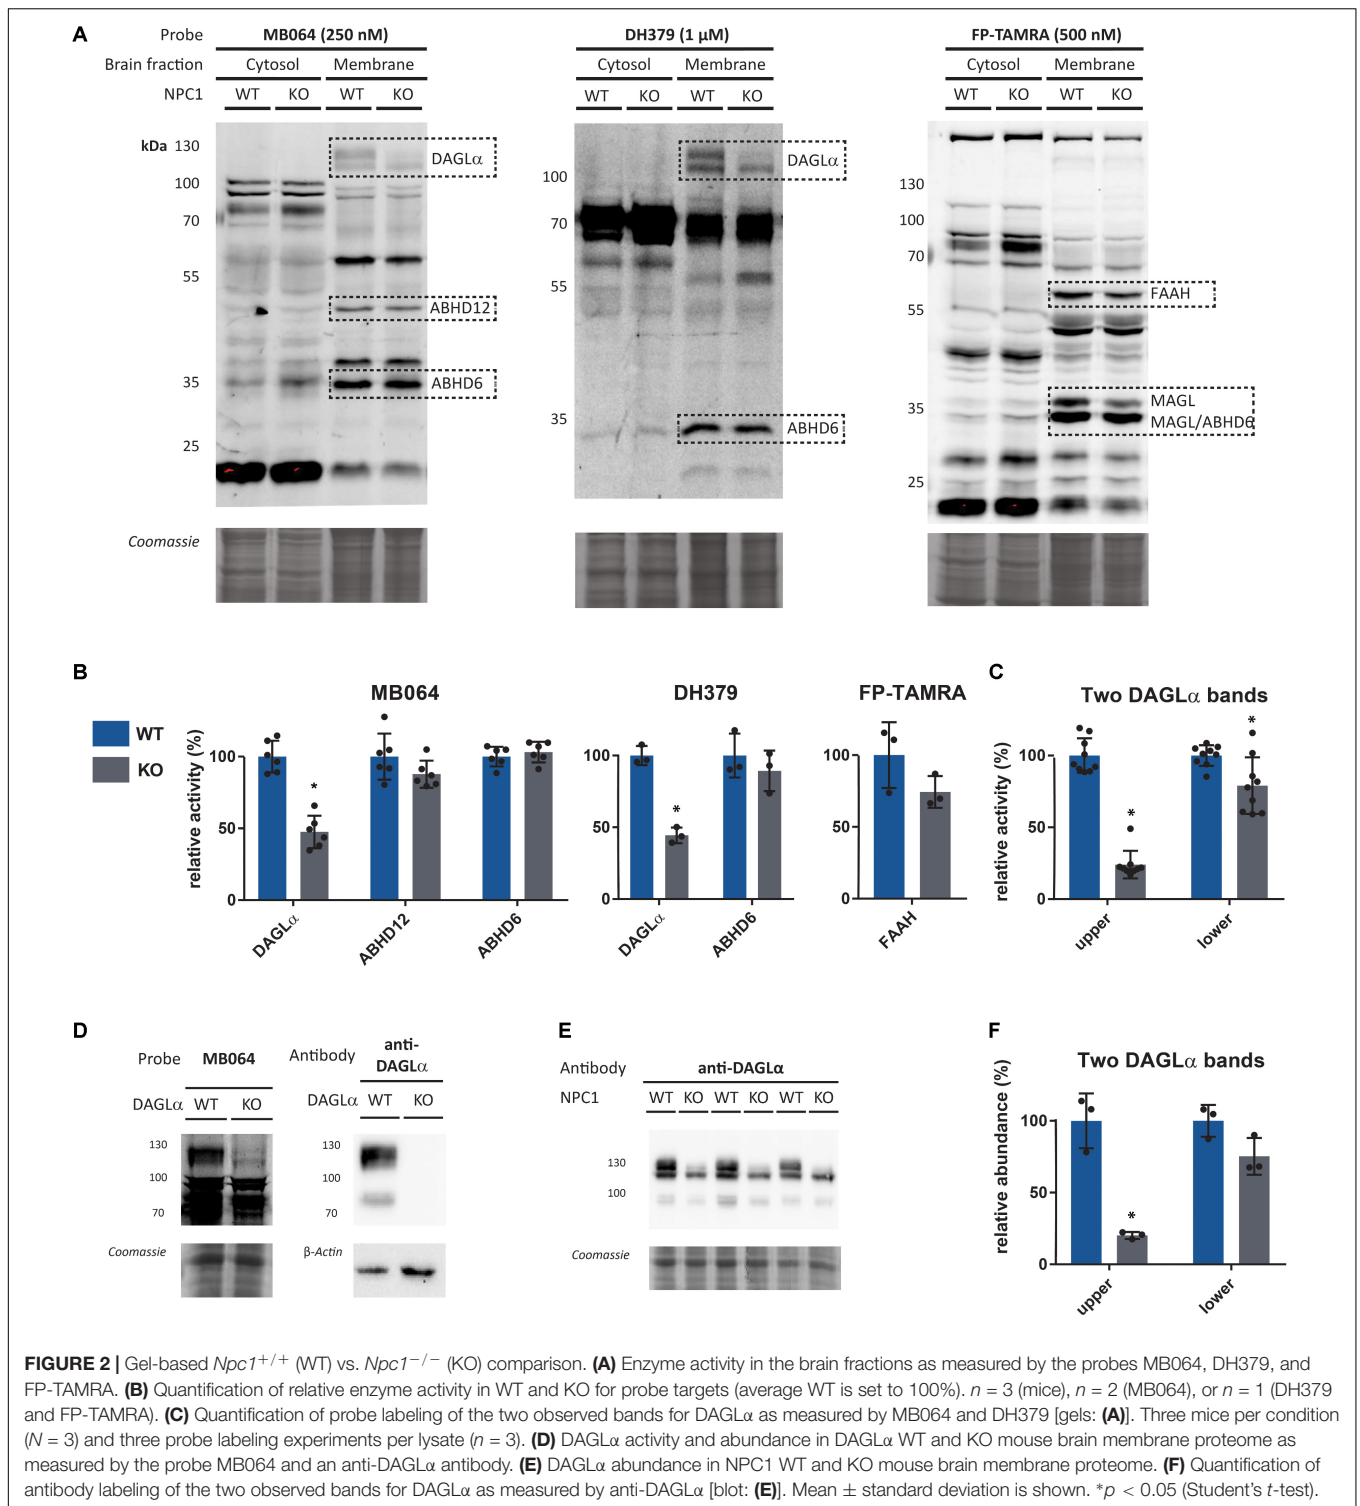 A
Probe MB064 (250 nM) DH379 (1 µM) FP-TAMRA (500 nM)
Brain fraction Cytosol Membrane Cytosol Membrane Cytosol Membrane
NPC1 WT KO WT KO WT KO WT KO WT KO WT KO
kDa 130
100
70
55
35
25
DAGLα
ABHD12
ABHD6
100
70
55
35
DAGLα
ABHD6
130
100
70
55
35
25
FAAH
MAGL
MAGL/ABHD6
Coomassie
B
WT
KO
MB064
relative activity (%)
100
50
0
DAGLα
ABHD12
ABHD6
*
DH379
100
50
0
DAGLα
ABHD6
*
FP-TAMRA
100
50
0
FAAH
C
Two DAGLα bands
relative activity (%)
100
50
0
upper
lower
*
*
D
Probe MB064
DAGLα WT KO
130
100
70
Coomassie
Antibody anti-
DAGLα
DAGLα WT KO
130
100
70
β-Actin
E
Antibody anti-DAGLα
NPC1 WT KO WT KO WT KO
130
100
Coomassie
F
Two DAGLα bands
relative abundance (%)
100
50
0
upper
lower
*
FIGURE 2 | Gel-based Npc1+/+ (WT) vs. Npc1−/− (KO) comparison. (A) Enzyme activity in the brain fractions as measured by the probes MB064, DH379, and
FP-TAMRA. (B) Quantification of relative enzyme activity in WT and KO for probe targets (average WT is set to 100%). n = 3 (mice), n = 2 (MB064), or n = 1 (DH379
and FP-TAMRA). (C) Quantification of probe labeling of the two observed bands for DAGLα as measured by MB064 and DH379 [gels: (A)]. Three mice per condition
(N = 3) and three probe labeling experiments per lysate (n = 3). (D) DAGLα activity and abundance in DAGLα WT and KO mouse brain membrane proteome as
measured by the probe MB064 and an anti-DAGLα antibody. (E) DAGLα abundance in NPC1 WT and KO mouse brain membrane proteome. (F) Quantification of
antibody labeling of the two observed bands for DAGLα as measured by anti-DAGLα [blot: (E)]. Mean ± standard deviation is shown. *p < 0.05 (Student's t-test).